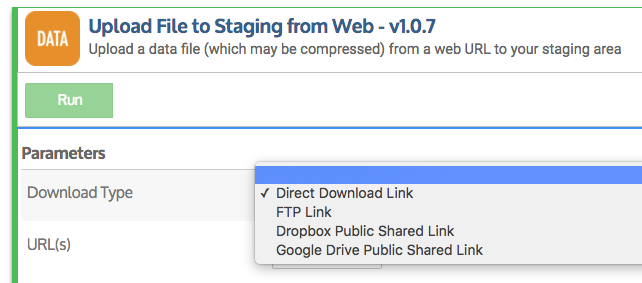 DATA
Upload File to Staging from Web - v1.0.7
Upload a data file (which may be compressed) from a web URL to your staging area
Run
Parameters
Download Type
✓ Direct Download Link
FTP Link
Dropbox Public Shared Link
Google Drive Public Shared Link
URL(s)